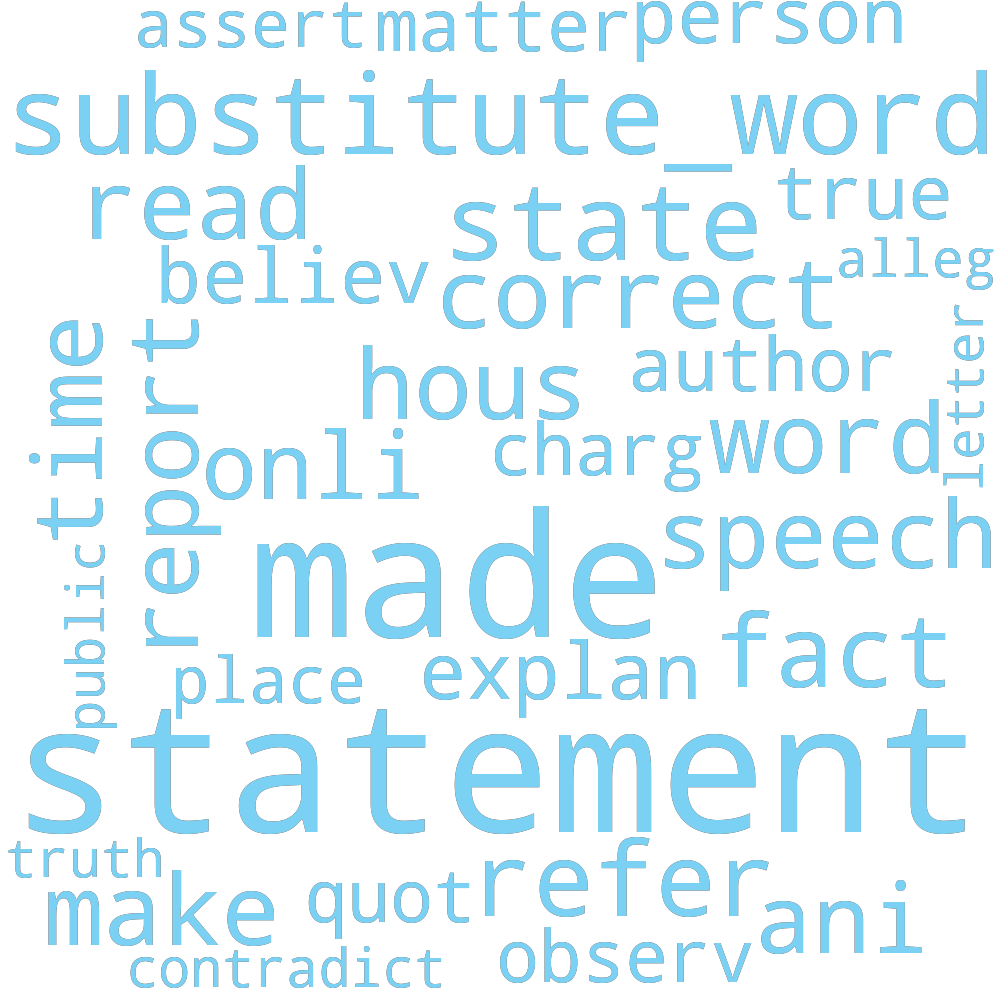 assert matter person
substitute_word
read state true
believ correct alleg
time report hous author letter
onli charg word
public made speech
place explan fact
statement
truth
make quot refer ani
contradict observ